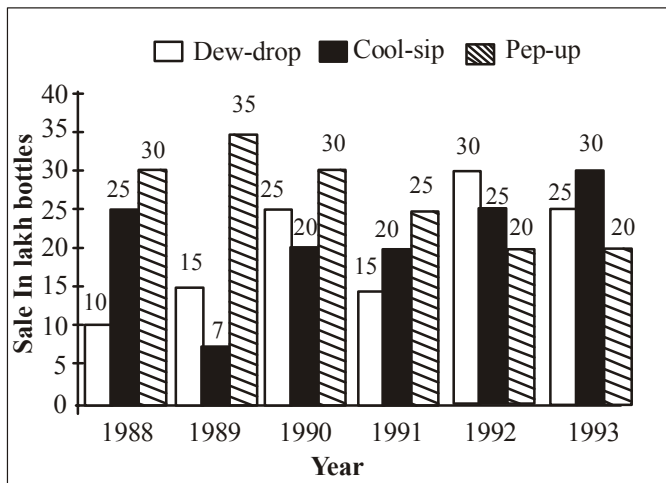 Dew-drop Cool-sip Pep-up
Sale In lakh bottles
40
35
30
25
20
15
10
5
0
10 25 30
15 7 35
25 20 30
15 20 25
30 25 20
25 30 20
1988 1989 1990 1991 1992 1993
Year